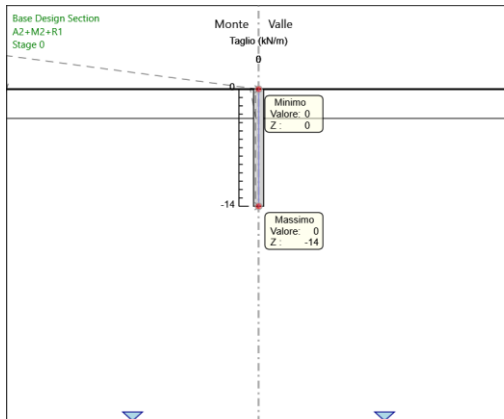 Base Design Section
A2+M2+R1
Stage 0
Monte Valle
Taglio (kN/m)
0
0
Minimo
Valore: 0
Z : 0
-14
Massimo
Valore: 0
Z : -14